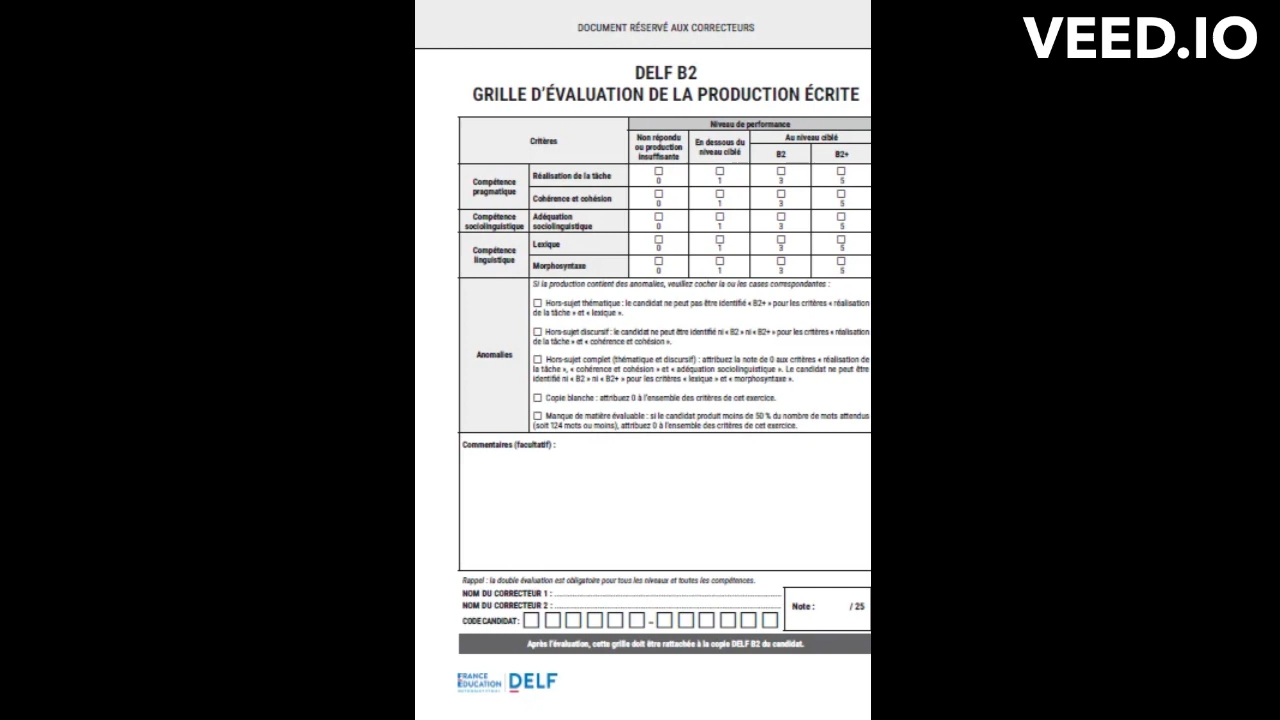 VEED.IO
DOCUMENT RÉSERVÉ AUX CORRECTEURS
DELF B2
GRILLE D'ÉVALUATION DE LA PRODUCTION ÉCRITE
Critères
Niveau de performance
Non répondu
ou production
insuffisante
En dessous du
niveau ciblé
Au niveau ciblé
B2
B2+
Compétence
pragmatique
Réalisation de la tâche
0 1 3 5
Cohérence et cohésion
0 1 3 5
Compétence
sociolinguistique
Adéquation
sociolinguistique
0 1 3 5
Compétence
linguistique
Lexique
0 1 3 5
Morphosyntaxe
0 1 3 5
Anomalies
Si la production contient des anomalies, veuillez cocher la ou les cases correspondantes :
☐ Hors-sujet thématique : le candidat ne peut pas être identifié « B2+ » pour les critères « réalisation
de la tâche » et « lexique ».
☐ Hors-sujet discursif : le candidat ne peut être identifié ni « B2 » ni « B2+ » pour les critères « réalisation
de la tâche » et « cohérence et cohésion ».
☐ Hors-sujet complet (thématique et discursif) : attribuez la note de 0 aux critères « réalisation de
la tâche », « cohérence et cohésion » et « adéquation sociolinguistique ». Le candidat ne peut être
identifié ni « B2 » ni « B2+ » pour les critères « lexique » et « morphosyntaxe ».
☐ Copie blanche : attribuez 0 à l'ensemble des critères de cet exercice.
☐ Manque de matière évaluable : si le candidat produit moins de 50 % du nombre de mots attendus
(soit 124 mots ou moins), attribuez 0 à l'ensemble des critères de cet exercice.
Commentaires (facultatif) :
Rappel : la double évaluation est obligatoire pour tous les niveaux et toutes les compétences.
NOM DU CORRECTEUR 1 :
NOM DU CORRECTEUR 2 :
CODE CANDIDAT : –
Note : / 25
Après l'évaluation, cette grille doit être rattachée à la copie DELF B2 du candidat.
FRANCE
ÉDUCATION
DELF